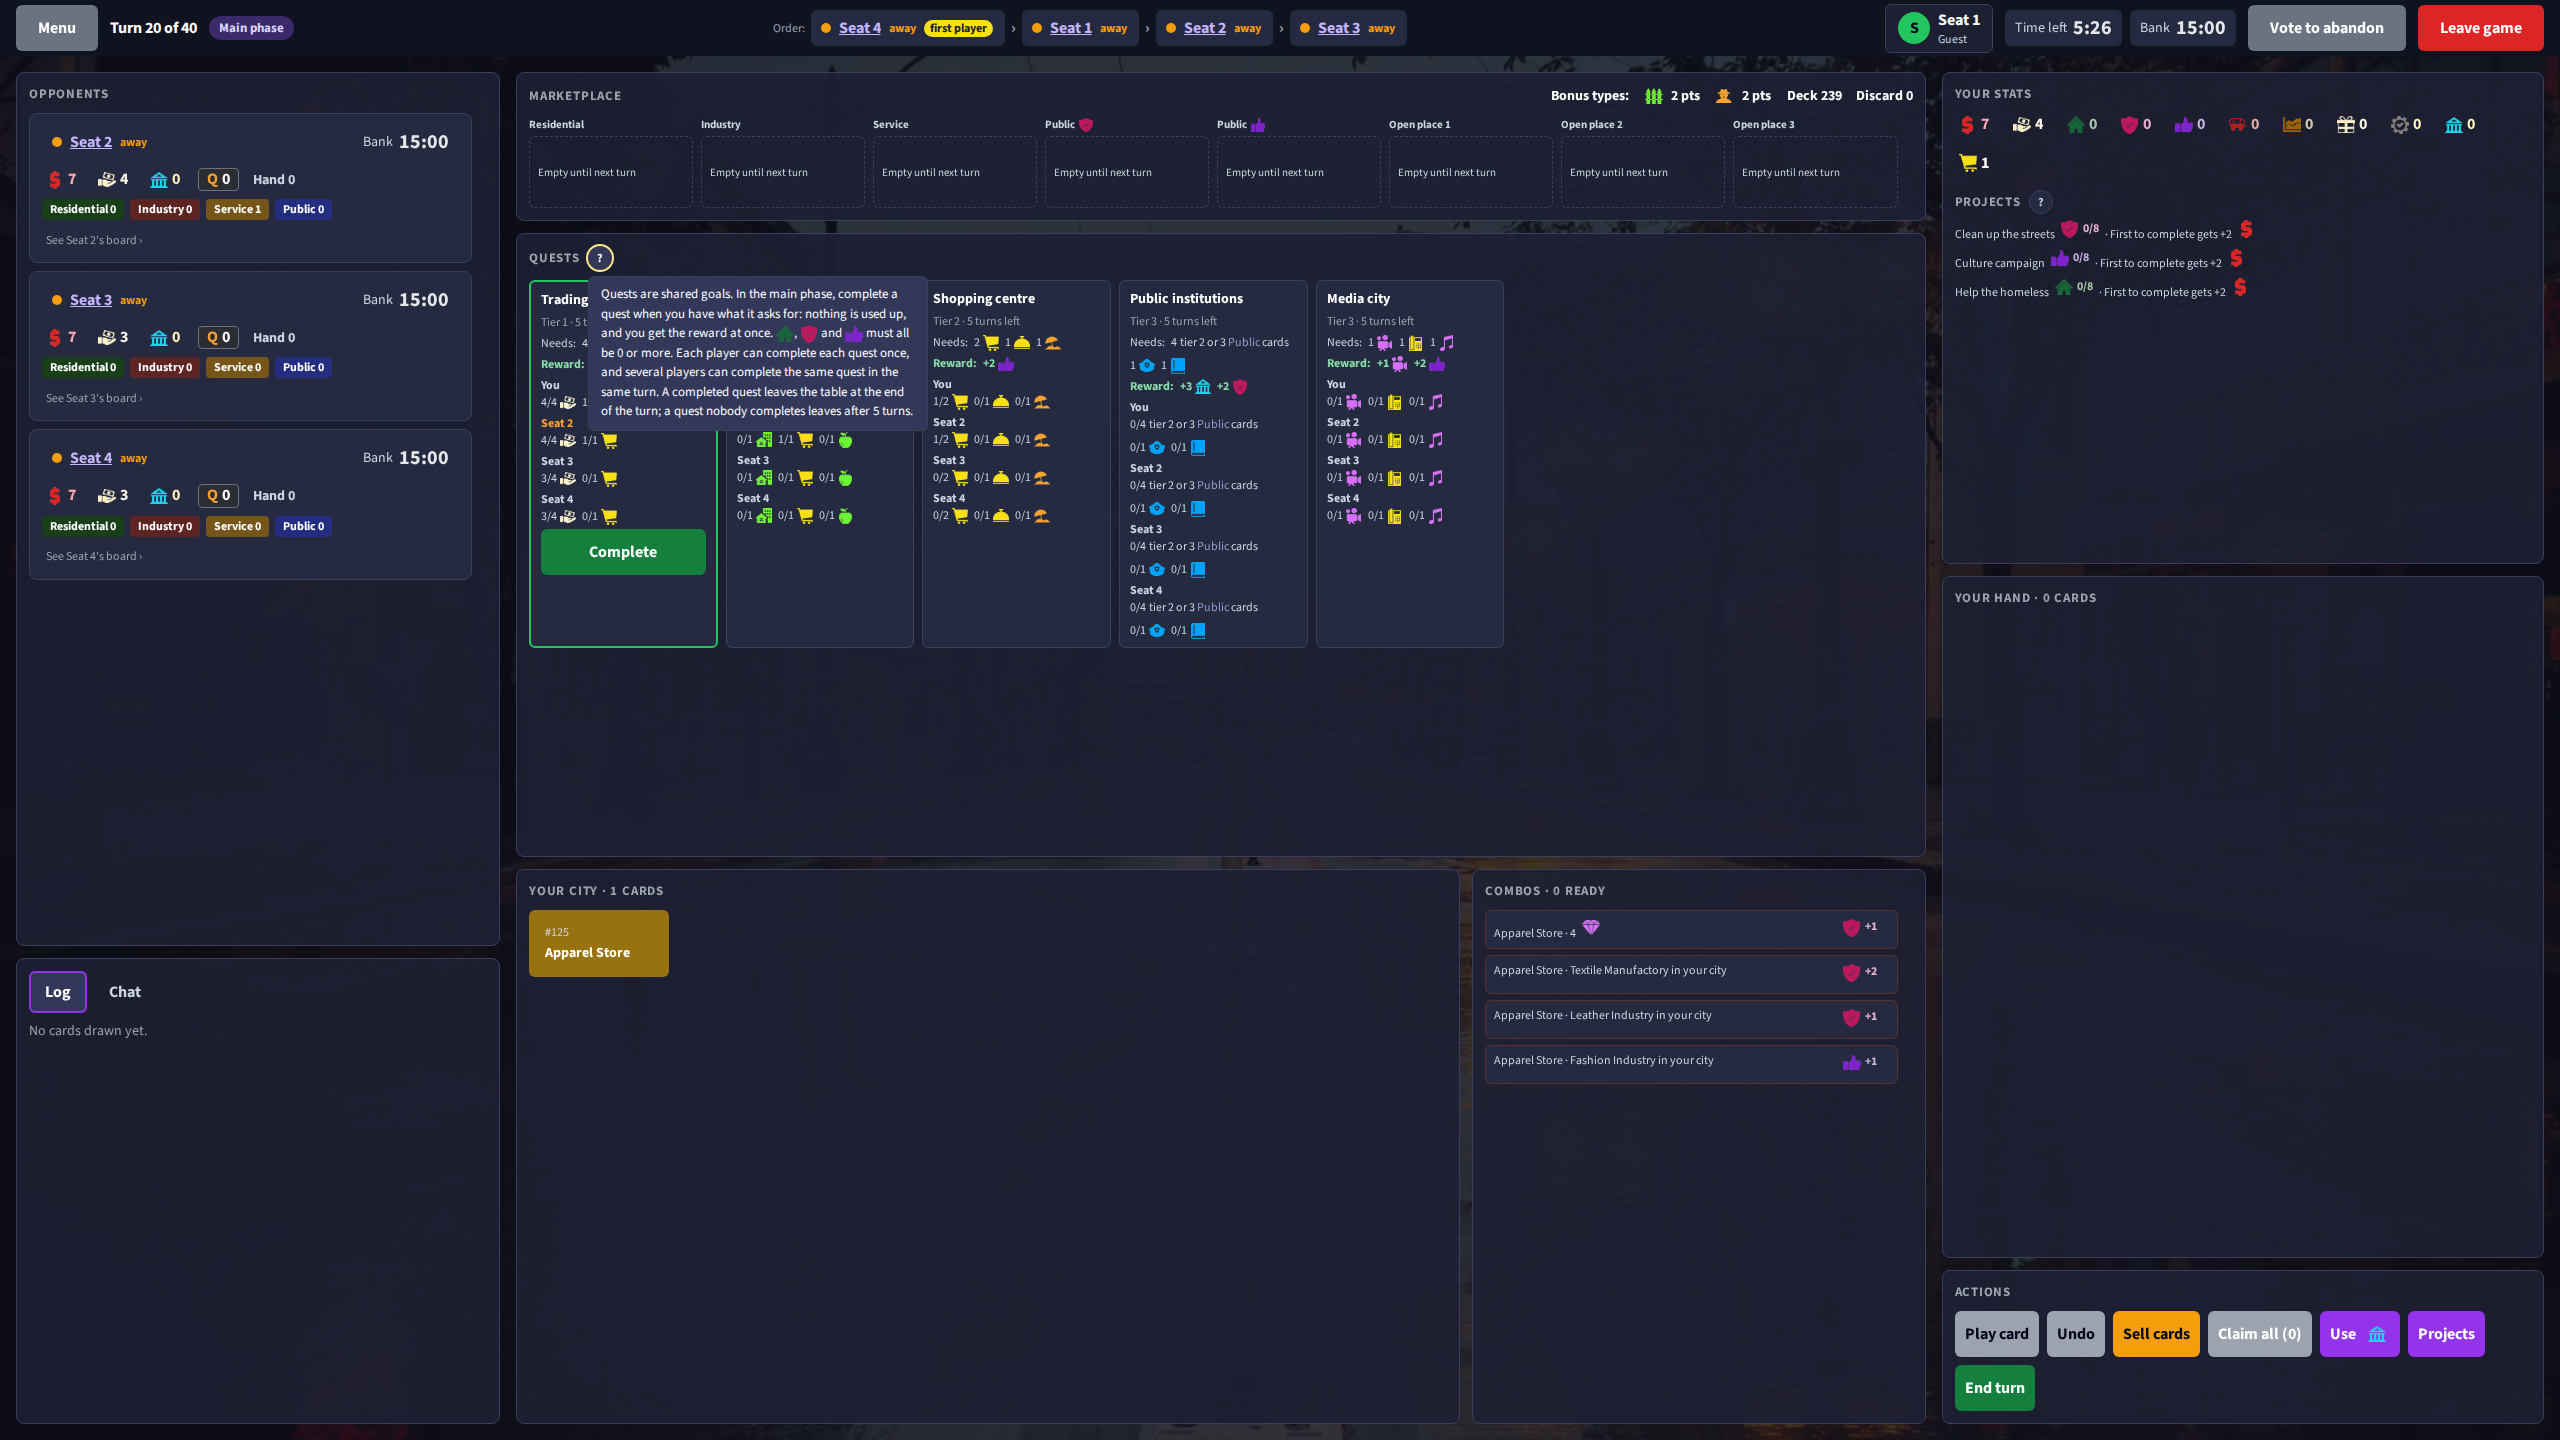 Menu
Turn 20 of 40
Main phase
Order:
Seat 4 away first player
›
Seat 1 away
›
Seat 2 away
›
Seat 3 away
S
Seat 1
Guest
Time left 5:26
Bank 15:00
Vote to abandon
Leave game
OPPONENTS
Seat 2 away
Bank 15:00
7 4 0 Q 0 Hand 0
Residential 0 Industry 0 Service 1 Public 0
See Seat 2's board ›
Seat 3 away
Bank 15:00
7 3 0 Q 0 Hand 0
Residential 0 Industry 0 Service 0 Public 0
See Seat 3's board ›
Seat 4 away
Bank 15:00
7 3 0 Q 0 Hand 0
Residential 0 Industry 0 Service 0 Public 0
See Seat 4's board ›
Log
Chat
No cards drawn yet.
MARKETPLACE
Bonus types: 2 pts 2 pts Deck 239 Discard 0
Residential
Empty until next turn
Industry
Empty until next turn
Service
Empty until next turn
Public
Empty until next turn
Public
Empty until next turn
Open place 1
Empty until next turn
Open place 2
Empty until next turn
Open place 3
Empty until next turn
QUESTS ?
Quests are shared goals. In the main phase, complete a
quest when you have what it asks for: nothing is used up,
and you get the reward at once. , and must all
be 0 or more. Each player can complete each quest once,
and several players can complete the same quest in the
same turn. A completed quest leaves the table at the end
of the turn; a quest nobody completes leaves after 5 turns.
Trading
Tier 1 · 5 t
Needs: 4
Reward:
You
4/4 1
Seat 2
4/4 1/1
Seat 3
3/4 0/1
Seat 4
3/4 0/1
Complete
0/1 1/1 0/1
Seat 3
0/1 0/1 0/1
Seat 4
0/1 0/1 0/1
Shopping centre
Tier 2 · 5 turns left
Needs: 2 1 1
Reward: +2
You
1/2 0/1 0/1
Seat 2
1/2 0/1 0/1
Seat 3
0/2 0/1 0/1
Seat 4
0/2 0/1 0/1
Public institutions
Tier 3 · 5 turns left
Needs: 4 tier 2 or 3 Public cards
1 1
Reward: +3 +2
You
0/4 tier 2 or 3 Public cards
0/1 0/1
Seat 2
0/4 tier 2 or 3 Public cards
0/1 0/1
Seat 3
0/4 tier 2 or 3 Public cards
0/1 0/1
Seat 4
0/4 tier 2 or 3 Public cards
0/1 0/1
Media city
Tier 3 · 5 turns left
Needs: 1 1 1
Reward: +1 +2
You
0/1 0/1 0/1
Seat 2
0/1 0/1 0/1
Seat 3
0/1 0/1 0/1
Seat 4
0/1 0/1 0/1
YOUR CITY · 1 CARDS
#125
Apparel Store
COMBOS · 0 READY
Apparel Store · 4 +1
Apparel Store · Textile Manufactory in your city +2
Apparel Store · Leather Industry in your city +1
Apparel Store · Fashion Industry in your city +1
YOUR STATS
7 4 0 0 0 0 0 0 0 0
1
PROJECTS ?
Clean up the streets 0/8 · First to complete gets +2
Culture campaign 0/8 · First to complete gets +2
Help the homeless 0/8 · First to complete gets +2
YOUR HAND · 0 CARDS
ACTIONS
Play card
Undo
Sell cards
Claim all (0)
Use
Projects
End turn